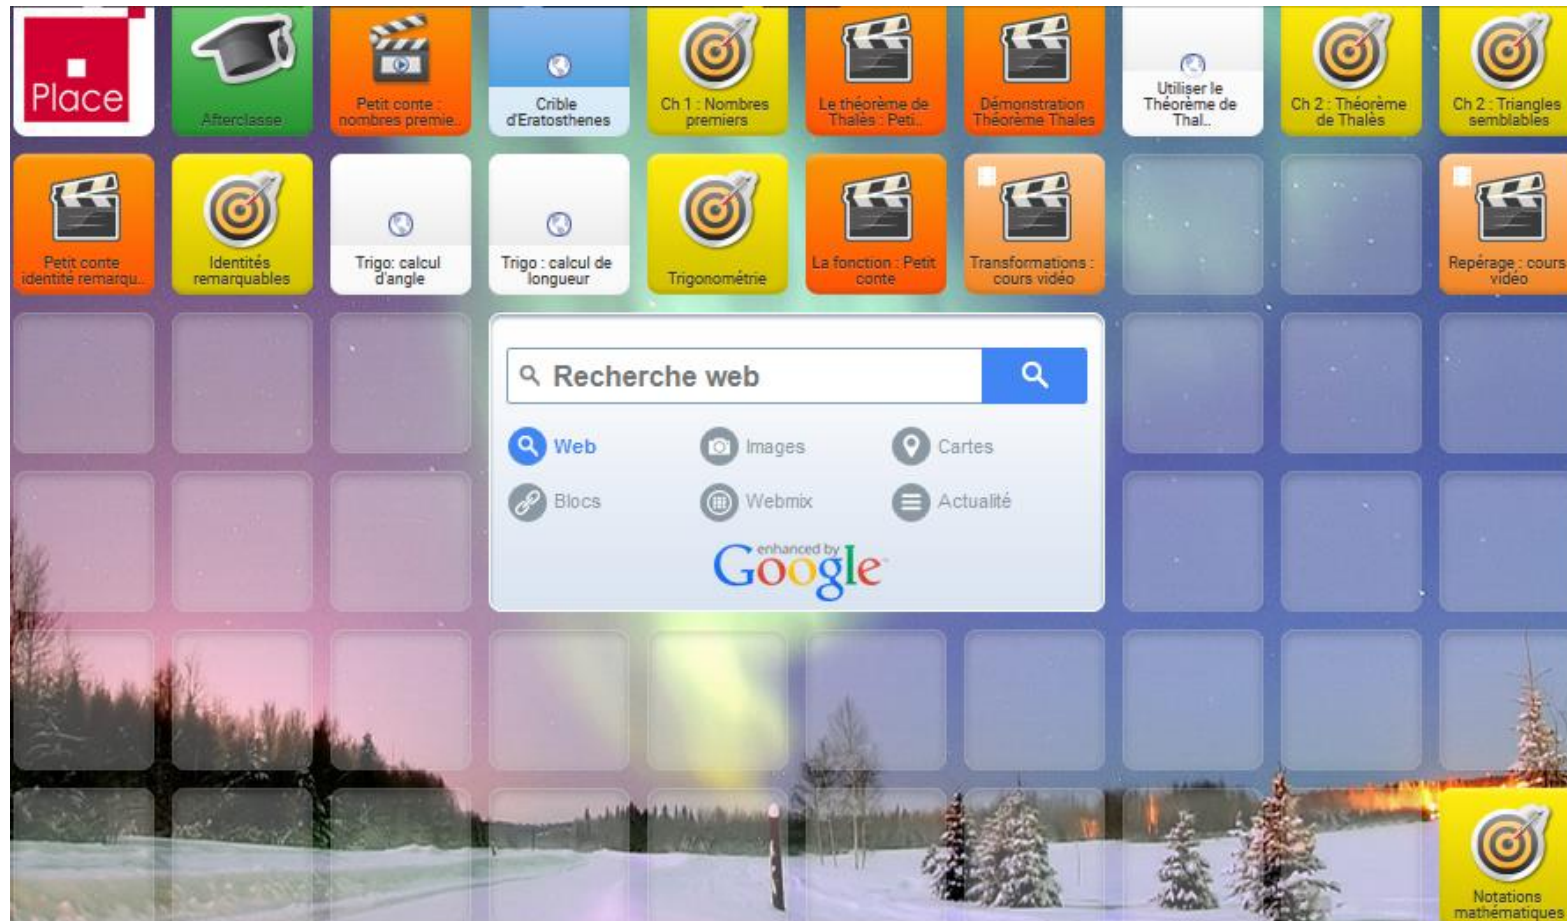 Place
Afterclasse
Petit conte :
nombres premie..
Crible
d'Eratosthenes
Ch 1 : Nombres
premiers
Le théorème de
Thalès : Peti..
Démonstration
Théorème Thales
Utiliser le
Théorème de
Thal..
Ch 2 : Théorème
de Thalès
Ch 2 : Triangles
semblables
Petit conte
identité remarqu..
Identités
remarquables
Trigo: calcul
d'angle
Trigo : calcul de
longueur
Trigonométrie
La fonction : Petit
conte
Transformations :
cours vidéo
Repérage : cours
vidéo
Recherche web
Web
Images
Cartes
Blocs
Webmix
Actualité
enhanced by
Google
Notations
mathématiques